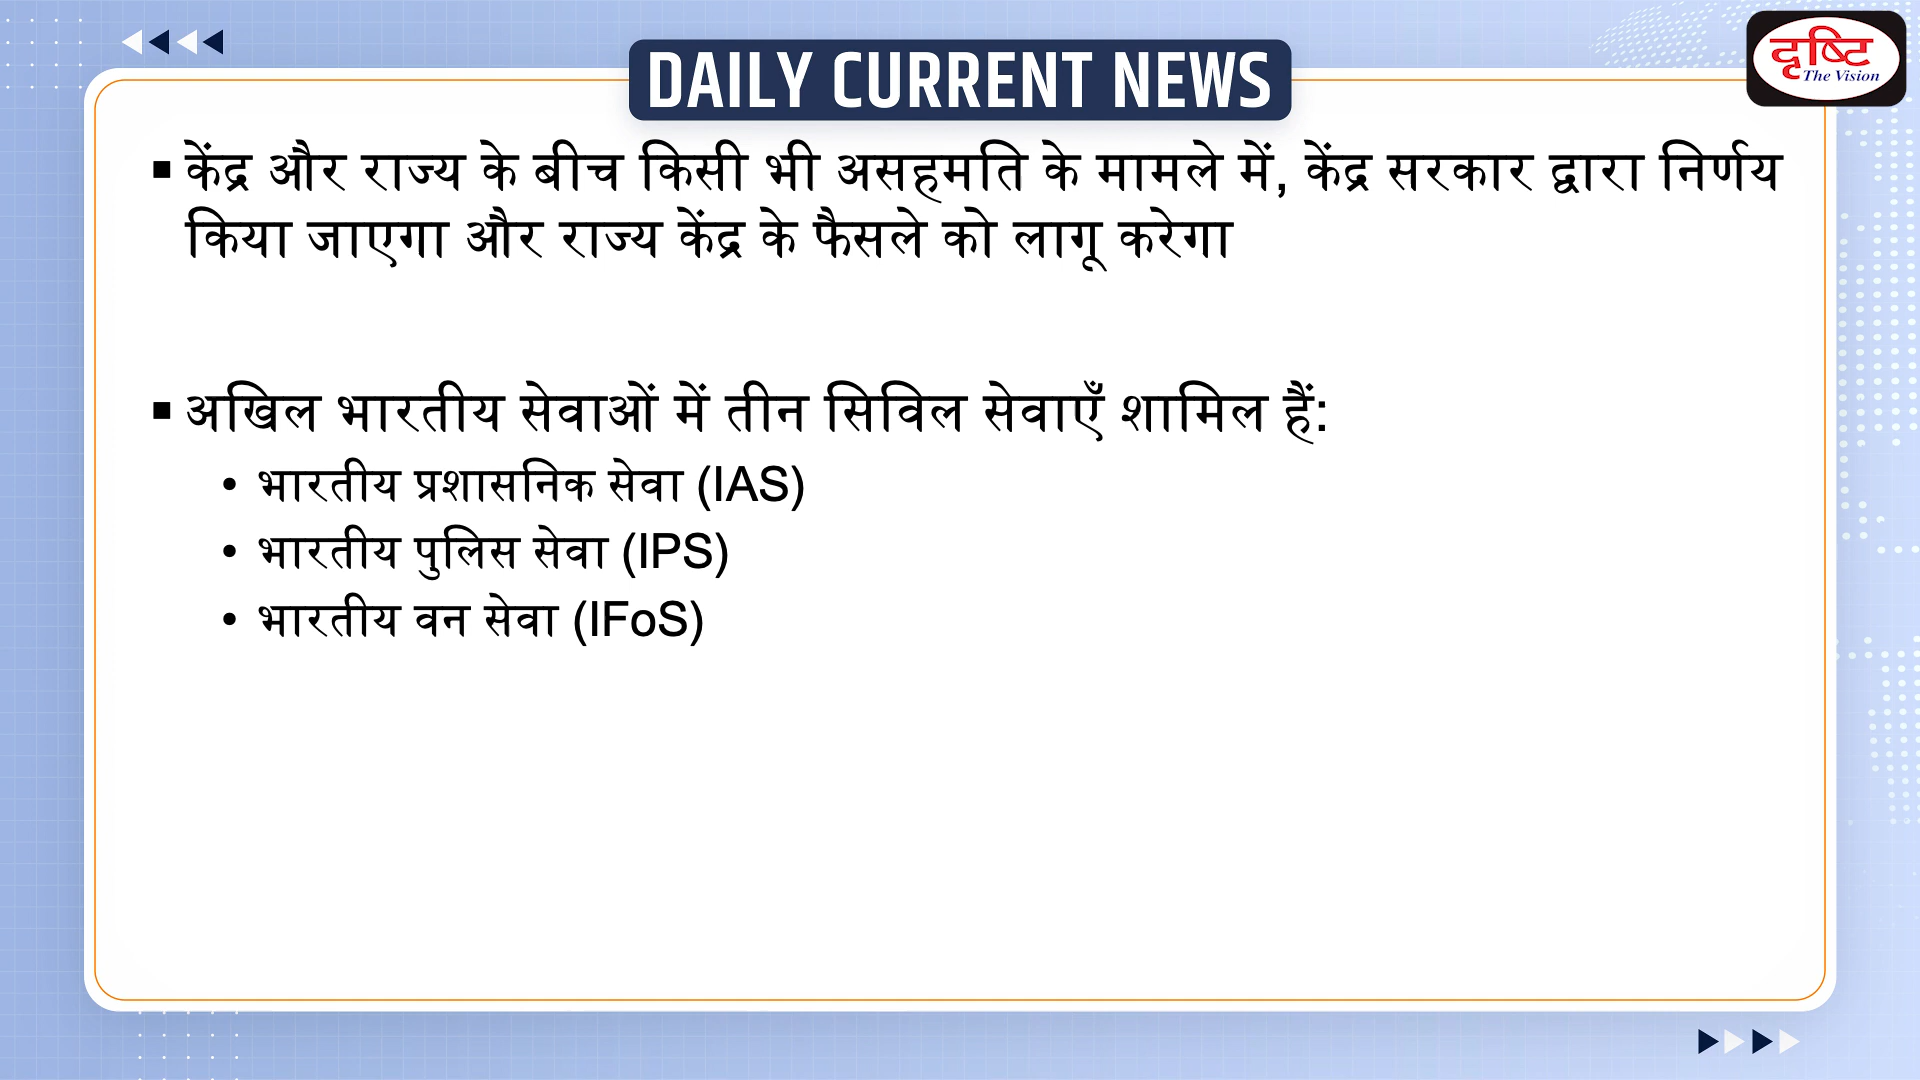 DAILY CURRENT NEWS
दृष्टि
The Vision
▪ केंद्र और राज्य के बीच किसी भी असहमति के मामले में, केंद्र सरकार द्वारा निर्णय
किया जाएगा और राज्य केंद्र के फैसले को लागू करेगा
▪ अखिल भारतीय सेवाओं में तीन सिविल सेवाएँ शामिल हैं:
• भारतीय प्रशासनिक सेवा (IAS)
• भारतीय पुलिस सेवा (IPS)
• भारतीय वन सेवा (IFoS)